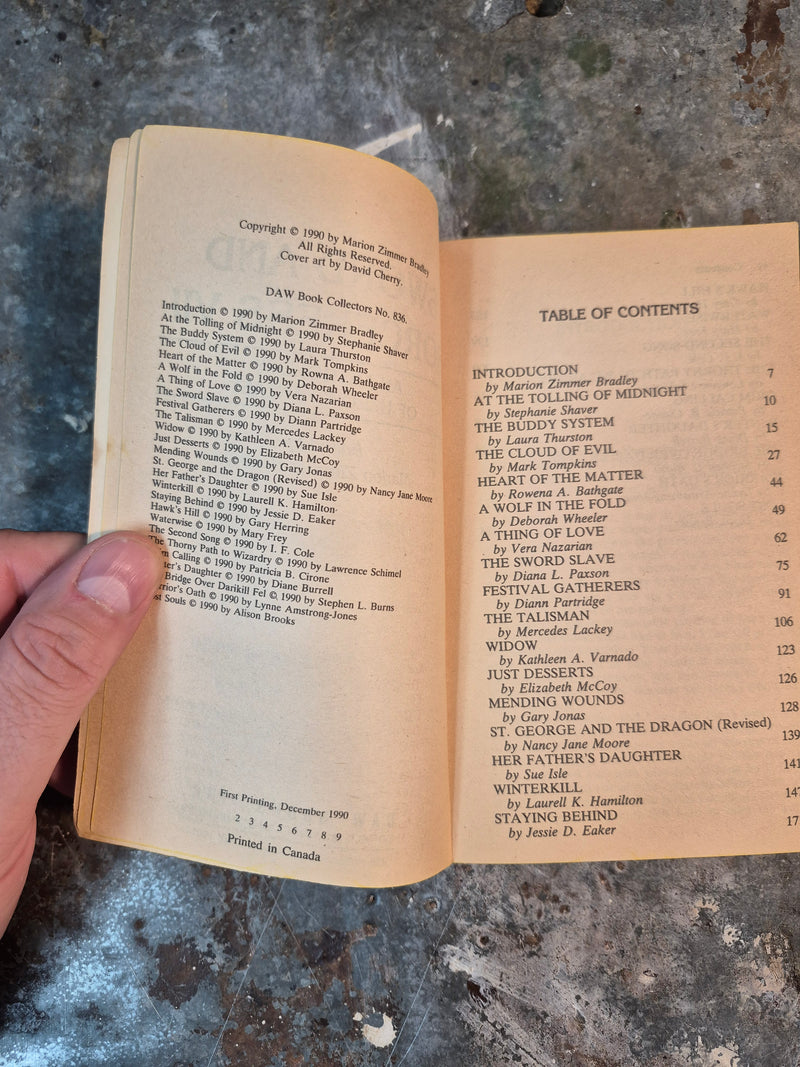 Copyright © 1990 by Marion Zimmer Bradley
All Rights Reserved.
Cover art by David Cherry.
DAW Book Collectors No. 836.
Introduction © 1990 by Marion Zimmer Bradley
At the Tolling of Midnight © 1990 by Stephanie Shaver
The Buddy System © 1990 by Laura Thurston
The Cloud of Evil © 1990 by Mark Tompkins
Heart of the Matter © 1990 by Rowna A. Bathgate
A Wolf in the Fold © 1990 by Deborah Wheeler
A Thing of Love © 1990 by Vera Nazarian
The Sword Slave © 1990 by Diana L. Paxson
Festival Gatherers © 1990 by Diann Partridge
The Talisman © 1990 by Mercedes Lackey
Widow © 1990 by Kathleen A. Varnado
Just Desserts © 1990 by Elizabeth McCoy
Mending Wounds © 1990 by Gary Jonas
St. George and the Dragon (Revised) © 1990 by Nancy Jane Moore
Her Father's Daughter © 1990 by Sue Isle
Winterkill © 1990 by Laurell K. Hamilton
Staying Behind © 1990 by Jessie D. Eaker
Hawk's Hill © 1990 by Gary Herring
Waterwise © 1990 by Mary Frey
The Second Song © 1990 by I. F. Cole
The Thorny Path to Wizardry © 1990 by Lawrence Schimel
Calling © 1990 by Patricia B. Cirone
Daughter © 1990 by Diane Burrell
Bridge Over Darikill Fel © 1990 by Stephen L. Burns
Oath © 1990 by Lynne Amstrong-Jones
Souls © 1990 by Alison Brooks
First Printing, December 1990
2 3 4 5 6 7 8 9
Printed in Canada
TABLE OF CONTENTS
INTRODUCTION 7
by Marion Zimmer Bradley
AT THE TOLLING OF MIDNIGHT 10
by Stephanie Shaver
THE BUDDY SYSTEM 15
by Laura Thurston
THE CLOUD OF EVIL 27
by Mark Tompkins
HEART OF THE MATTER 44
by Rowena A. Bathgate
A WOLF IN THE FOLD 49
by Deborah Wheeler
A THING OF LOVE 62
by Vera Nazarian
THE SWORD SLAVE 75
by Diana L. Paxson
FESTIVAL GATHERERS 91
by Diann Partridge
THE TALISMAN 106
by Mercedes Lackey
WIDOW 123
by Kathleen A. Varnado
JUST DESSERTS 126
by Elizabeth McCoy
MENDING WOUNDS 128
by Gary Jonas
ST. GEORGE AND THE DRAGON (Revised) 139
by Nancy Jane Moore
HER FATHER'S DAUGHTER 141
by Sue Isle
WINTERKILL 147
by Laurell K. Hamilton
STAYING BEHIND 17
by Jessie D. Eaker